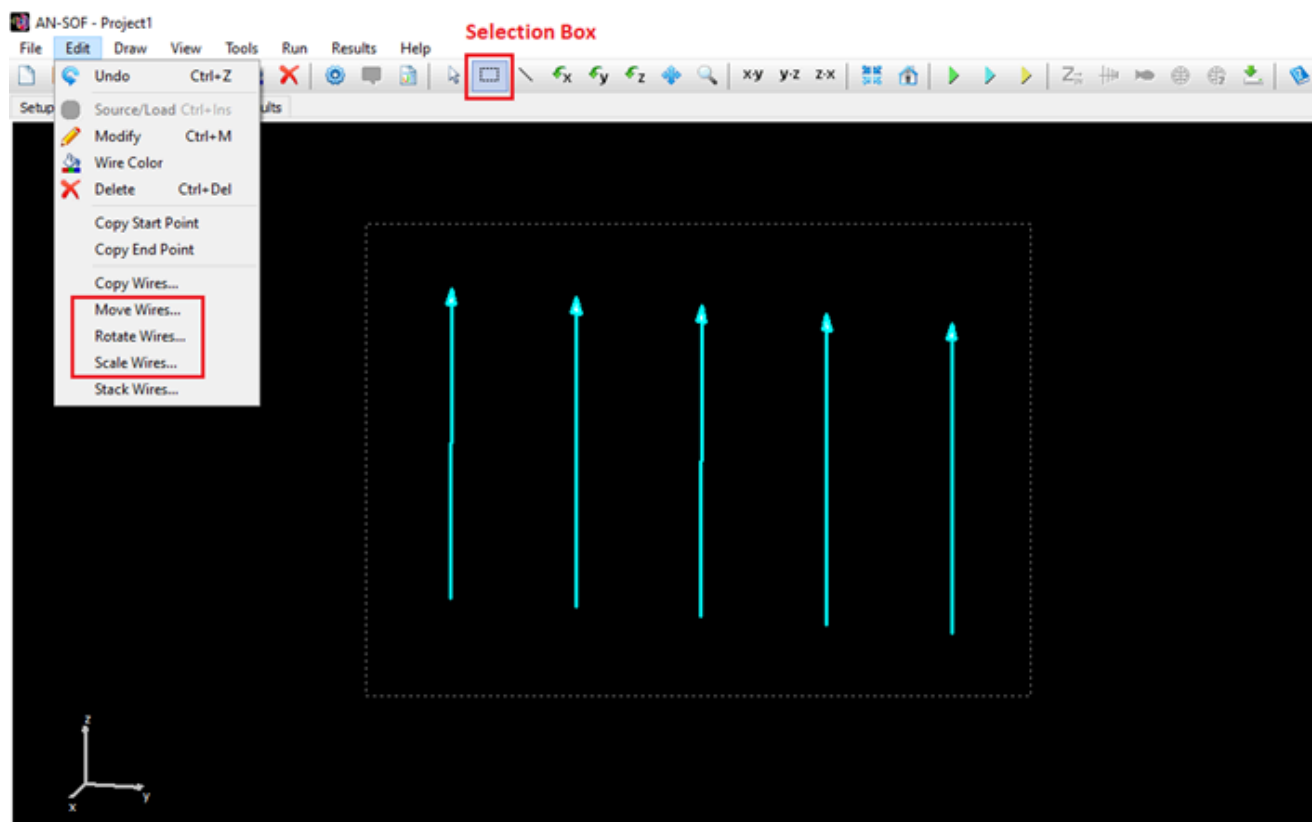 AN-SOF - Project1
Selection Box
File Edit Draw View Tools Run Results Help
x-y y-z z-x
Setup
ults
Undo Ctrl+Z
Source/Load Ctrl+Ins
Modify Ctrl+M
Wire Color
Delete Ctrl+Del
Copy Start Point
Copy End Point
Copy Wires...
Move Wires...
Rotate Wires...
Scale Wires...
Stack Wires...
z
y
x